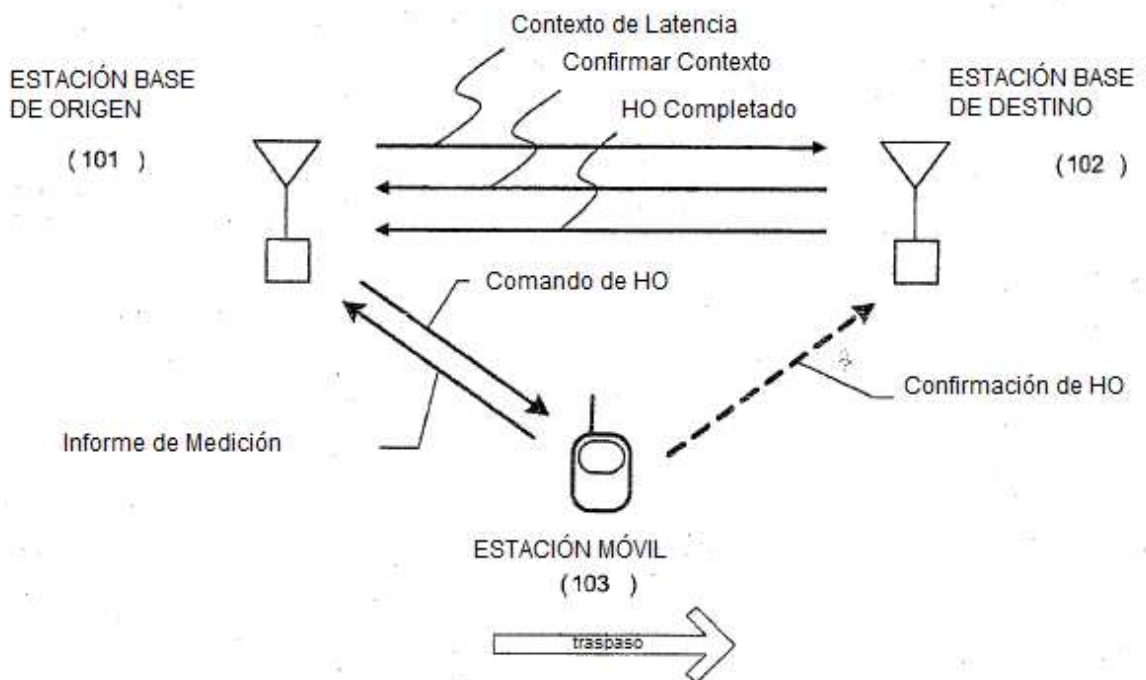 Contexto de Latencia
Confirmar Contexto
HO Completado
ESTACIÓN BASE
DE ORIGEN
(101 )
ESTACIÓN BASE
DE DESTINO
(102 )
Comando de HO
Informe de Medición
Confirmación de HO
ESTACIÓN MÓVIL
(103 )
traspaso